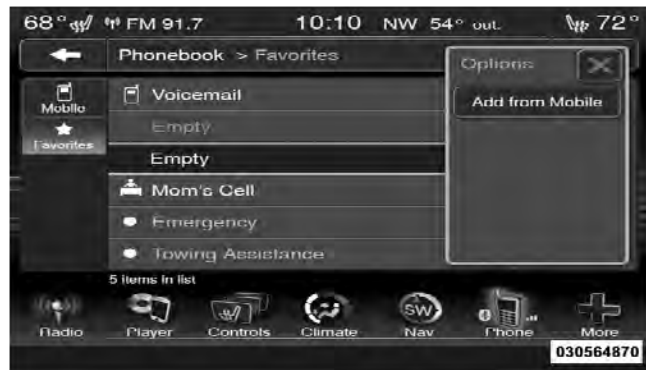 68° FM 91.7 10:10 NW 54° out. 72°
Phonebook > Favorites
Options
Mobile
Voicemail
Add from Mobile
Empty
Favorites
Empty
Mom's Cell
Emergency
Towing Assistance
5 items in list
Radio Player Controls Climate SW Nav Phone More
030564870